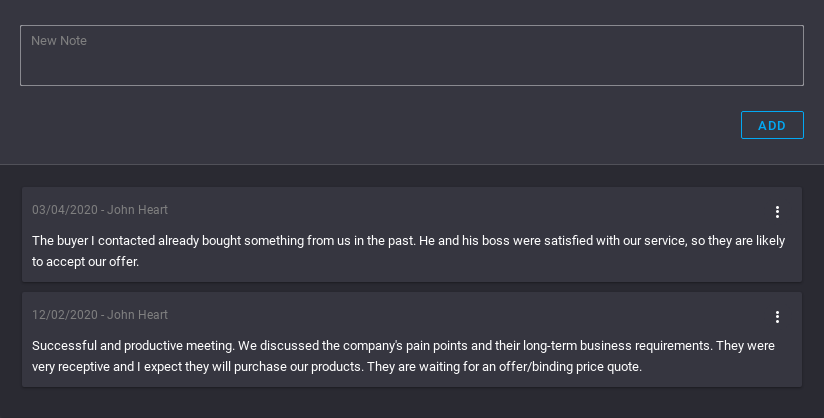 New Note
ADD
03/04/2020 - John Heart
The buyer I contacted already bought something from us in the past. He and his boss were satisfied with our service, so they are likely
to accept our offer.
12/02/2020 - John Heart
Successful and productive meeting. We discussed the company's pain points and their long-term business requirements. They were
very receptive and I expect they will purchase our products. They are waiting for an offer/binding price quote.